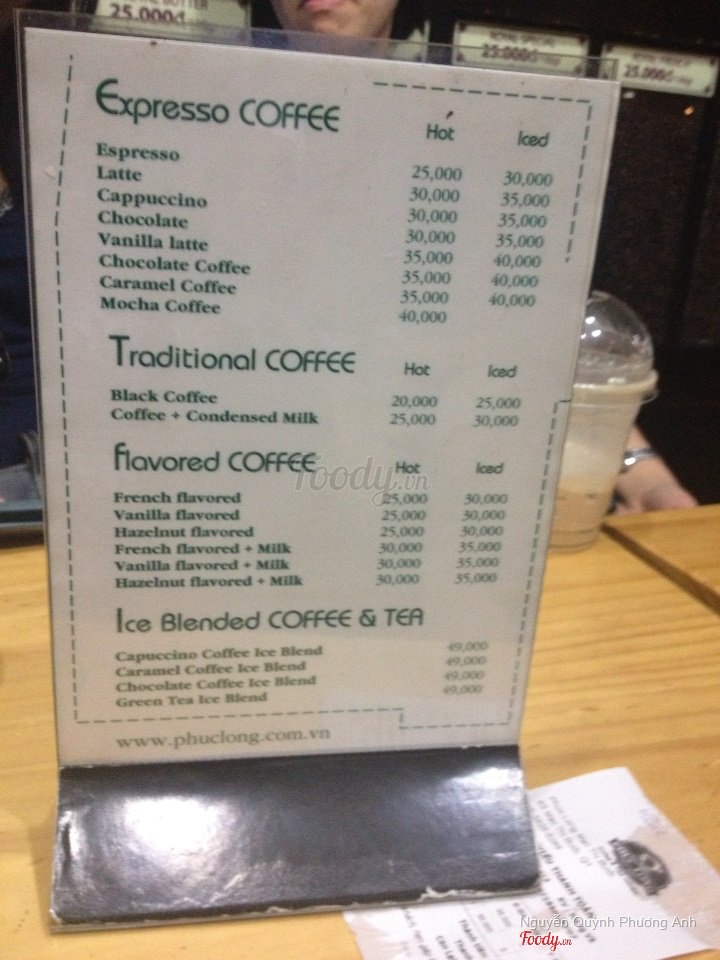 25.000đ
25.000đ
25.000đ
Expresso COFFEE Hot Iced
Espresso 25,000 30,000
Latte 30,000 35,000
Cappuccino 30,000 35,000
Chocolate 30,000 35,000
Vanilla latte 35,000 40,000
Chocolate Coffee 35,000 40,000
Caramel Coffee 35,000 40,000
Mocha Coffee 40,000
Traditional COFFEE Hot Iced
Black Coffee 20,000 25,000
Coffee + Condensed Milk 25,000 30,000
Flavored COFFEE Hot Iced
Foody.vn
French flavored 25,000 30,000
Vanilla flavored 25,000 30,000
Hazelnut flavored 25,000 30,000
French flavored + Milk 30,000 35,000
Vanilla flavored + Milk 30,000 35,000
Hazelnut flavored + Milk 30,000 35,000
Ice Blended COFFEE & TEA
Capuccino Coffee Ice Blend 49,000
Caramel Coffee Ice Blend 49,000
Chocolate Coffee Ice Blend 49,000
Green Tea Ice Blend 49,000
www.phuclong.com.vn
Nguyễn Quỳnh Phương Anh
Foody.vn